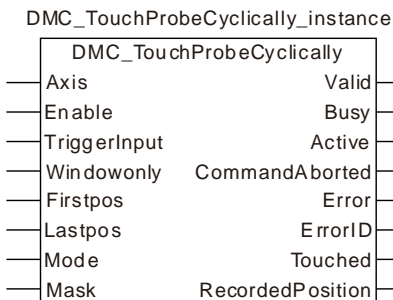 DMC_TouchProbeCyclically_instance
DMC_TouchProbeCyclically
Axis Valid
Enable Busy
TriggerInput Active
Windowonly CommandAborted
Firstpos Error
Lastpos ErrorID
Mode Touched
Mask RecordedPosition